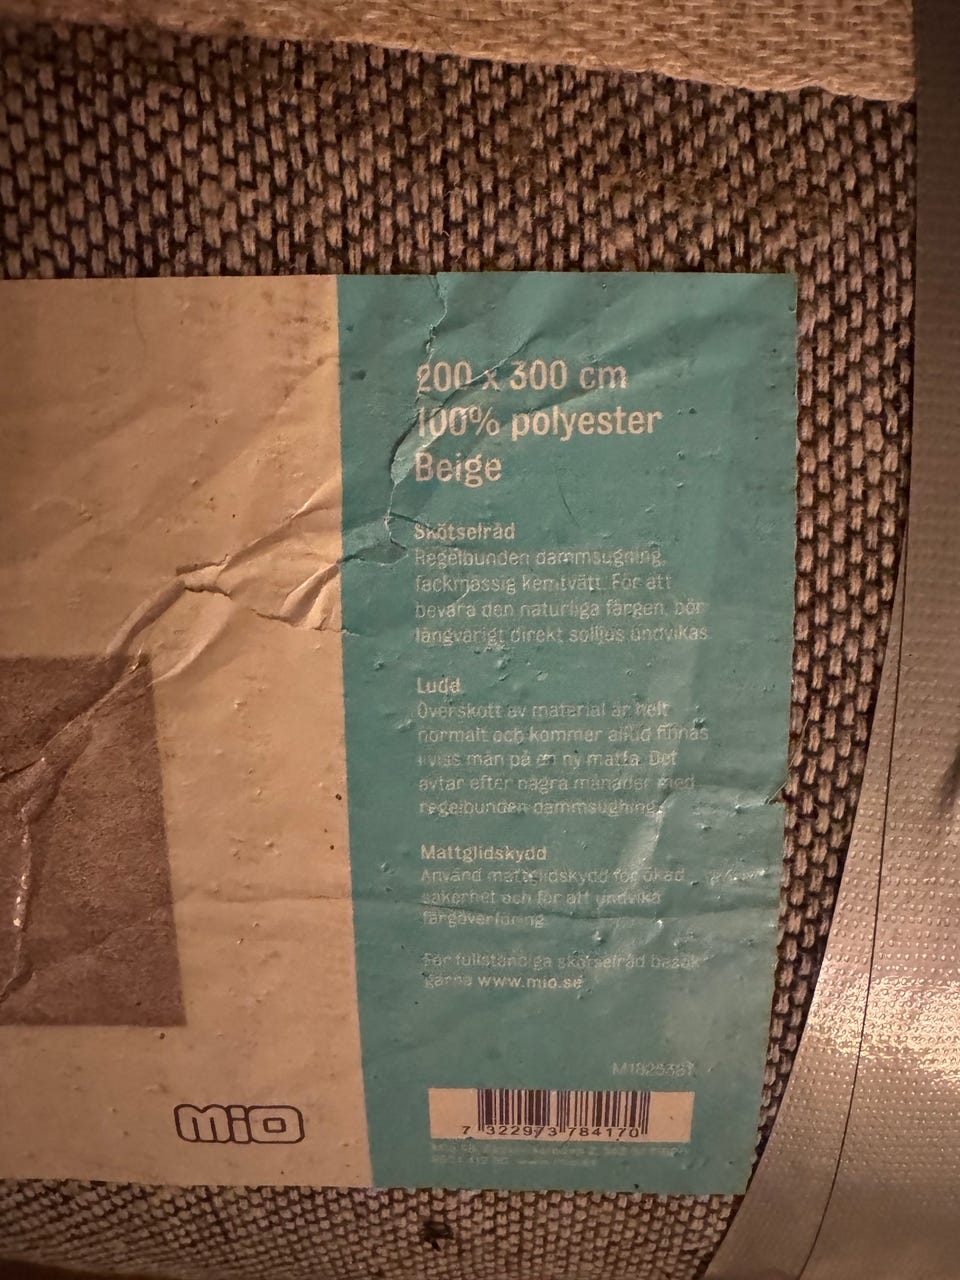 200 x 300 cm
100% polyester
Beige
Skötselråd
Regelbunden dammsugning,
fackmässig kemtvätt. För att
bevara den naturliga färgen, bör
långvarigt direkt solljus undvikas.
Ludd
Överskott av material är helt
normalt och kommer alltid finnas
i viss mån på en ny matta. Det
avtar efter några månader med
regelbunden dammsugning.
Mattglidskydd
Använd mattglidskydd för ökad
säkerhet och för att undvika
färgöverföring.
För fullständiga skötselråd besök
gärna www.mio.se
mio
7 322973 784170